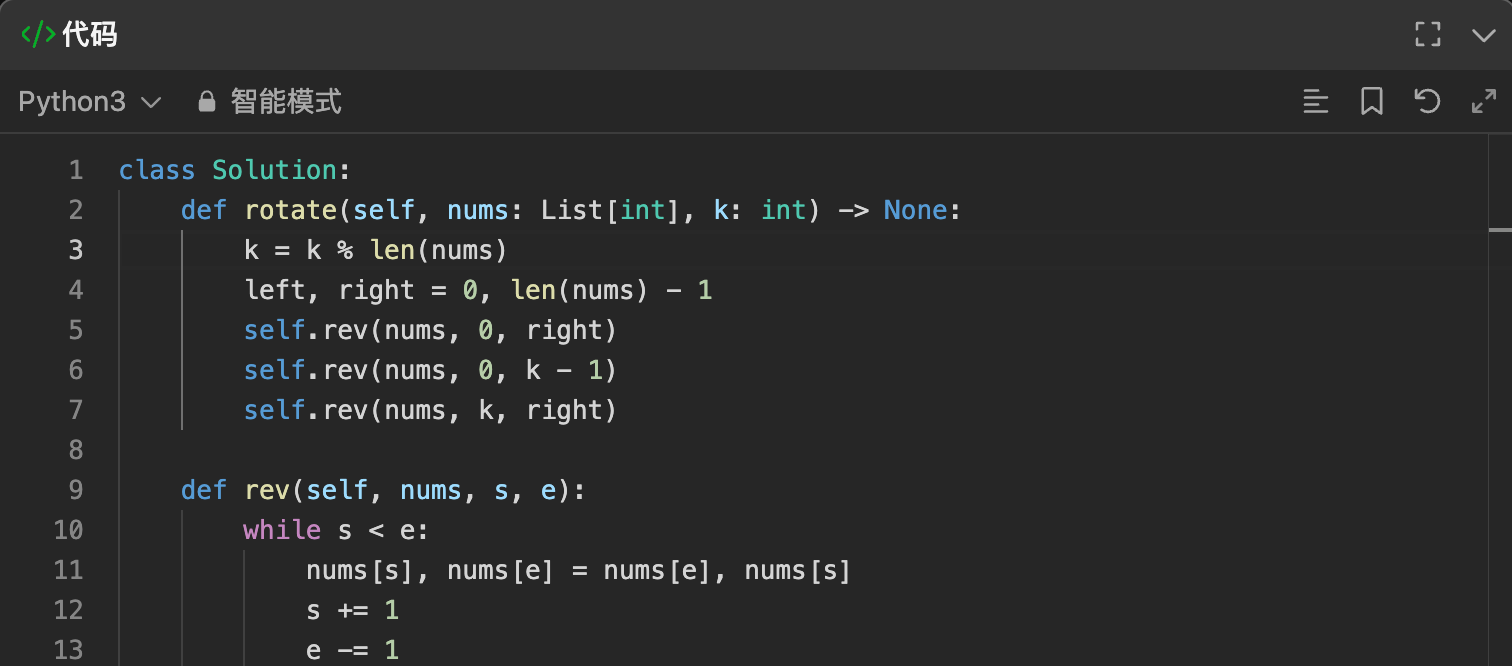 </> 代码
Python3 智能模式
1 class Solution:
2     def rotate(self, nums: List[int], k: int) -> None:
3         k = k % len(nums)
4         left, right = 0, len(nums) - 1
5         self.rev(nums, 0, right)
6         self.rev(nums, 0, k - 1)
7         self.rev(nums, k, right)
8
9     def rev(self, nums, s, e):
10         while s < e:
11             nums[s], nums[e] = nums[e], nums[s]
12             s += 1
13             e -= 1